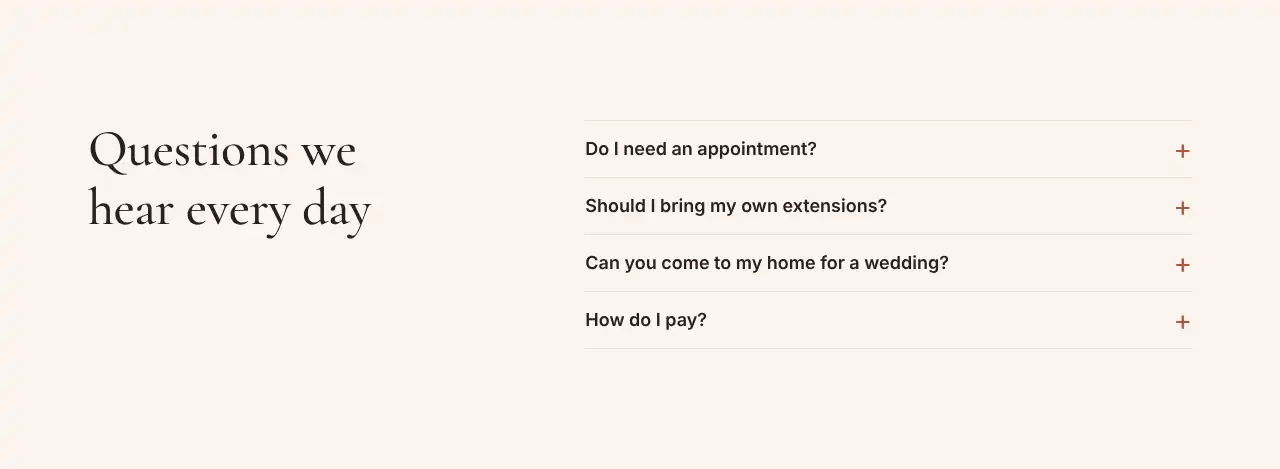 Questions we
hear every day
Do I need an appointment?
Should I bring my own extensions?
Can you come to my home for a wedding?
How do I pay?